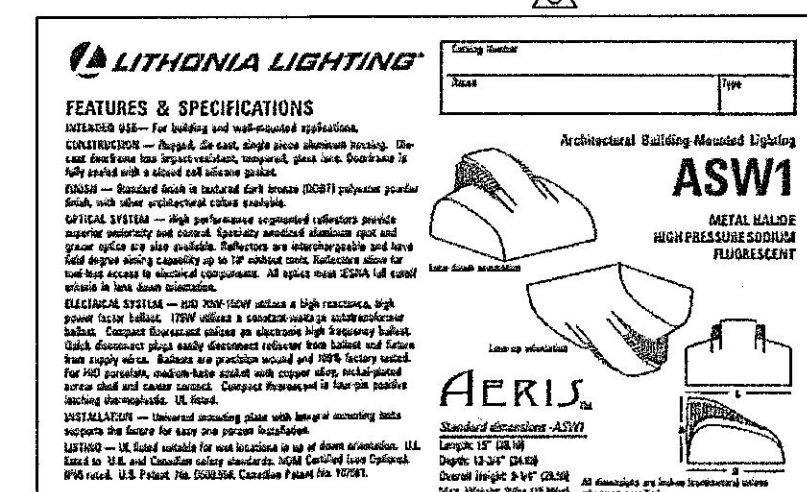 LITHONIA LIGHTING
Catalog Number
Notes
Type
FEATURES & SPECIFICATIONS
INTENDED USE — For building and wall-mounted applications.
CONSTRUCTION — Rugged, die-cast, single piece aluminum housing. Die-
cast doorframe has impact-resistant, tempered, glass lens. Doorframe is
fully sealed with a closed cell silicone gasket.
FINISH — Standard finish is textured dark bronze (DDBT) polyester powder
finish, with other architectural colors available.
OPTICAL SYSTEM — High performance segmented reflectors provide
superior uniformity and control. Specialty anodized aluminum spot and
grazer optics are also available. Reflectors are interchangeable and have
field degree aiming capability up to 10° without tools. Reflectors allow for
tool-less access to electrical components. All optics meet IESNA full cutoff
criteria in lens down orientation.
ELECTRICAL SYSTEM — HID 70W-150W utilizes a high reactance, high
power factor ballast. 175W utilizes a constant-wattage autotransformer
ballast. Compact fluorescent utilizes an electronic high frequency ballast.
Quick disconnect plugs easily disconnect reflector from ballast and fixture
from supply wires. Ballasts are precision wound and 100% factory tested.
For HID porcelain, medium-base socket with copper alloy, nickel-plated
screw shell and center contact. Compact fluorescent is four-pin positive
latching thermoplastic. UL listed.
INSTALLATION — Universal mounting plate with integral mounting
supports the fixture for easy one person installation.
LISTING — UL listed suitable for wet locations in up or down orientation. UL
listed to U.S. and Canadian safety standards. NOM Certified
IP65 rated. U.S. Patent No. Canadian Patent No.
Architectural Building-Mounted Lighting
ASW1
METAL HALIDE
HIGH PRESSURE SODIUM
FLUORESCENT
Lens down orientation
Lens up orientation
AERIS™
Standard dimensions - ASW1
Length: 15"
Depth: 12-3/4"
Overall Height:
Max. Weight:
All dimensions are inches (centimeters) unless